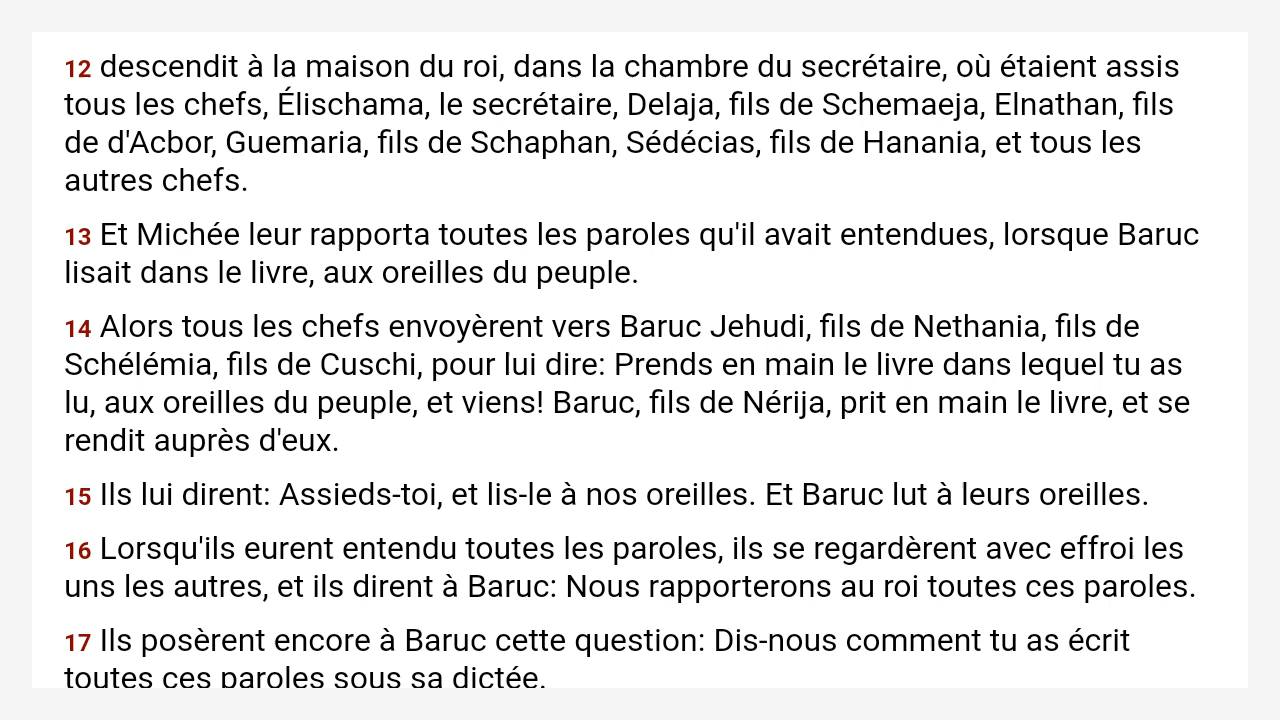 12 descendit à la maison du roi, dans la chambre du secrétaire, où étaient assis
tous les chefs, Élischama, le secrétaire, Delaja, fils de Schemaeja, Elnathan, fils
de d'Acbor, Guemaria, fils de Schaphan, Sédécias, fils de Hanania, et tous les
autres chefs.
13 Et Michée leur rapporta toutes les paroles qu'il avait entendues, lorsque Baruc
lisait dans le livre, aux oreilles du peuple.
14 Alors tous les chefs envoyèrent vers Baruc Jehudi, fils de Nethania, fils de
Schélémia, fils de Cuschi, pour lui dire: Prends en main le livre dans lequel tu as
lu, aux oreilles du peuple, et viens! Baruc, fils de Nérija, prit en main le livre, et se
rendit auprès d'eux.
15 Ils lui dirent: Assieds-toi, et lis-le à nos oreilles. Et Baruc lut à leurs oreilles.
16 Lorsqu'ils eurent entendu toutes les paroles, ils se regardèrent avec effroi les
uns les autres, et ils dirent à Baruc: Nous rapporterons au roi toutes ces paroles.
17 Ils posèrent encore à Baruc cette question: Dis-nous comment tu as écrit
toutes ces paroles sous sa dictée.